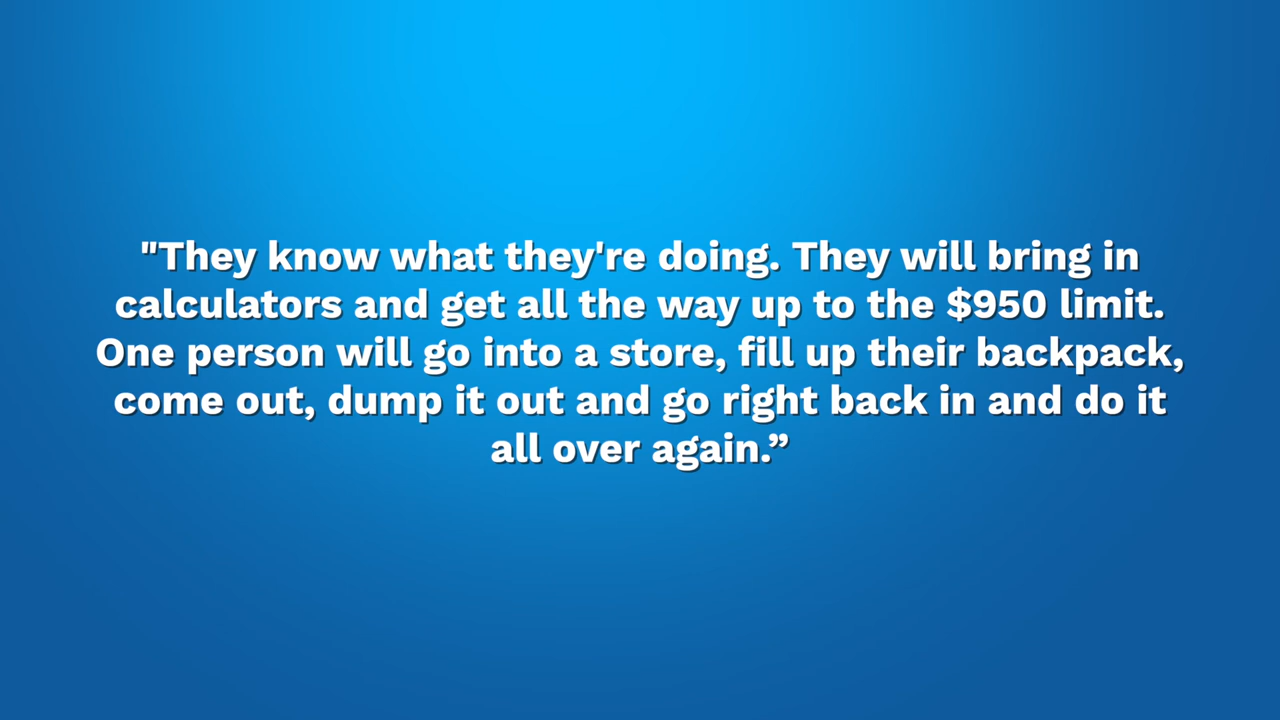 "They know what they're doing. They will bring in
calculators and get all the way up to the $950 limit.
One person will go into a store, fill up their backpack,
come out, dump it out and go right back in and do it
all over again.”